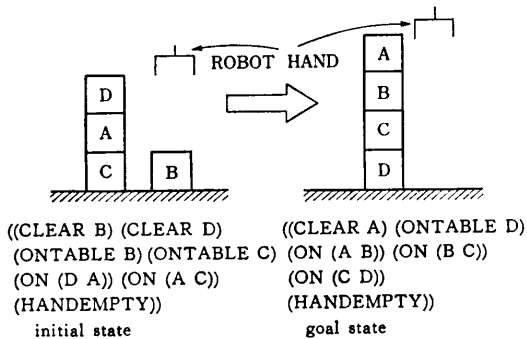 ROBOT HAND
D
A
C
B
A
B
C
D
((CLEAR B) (CLEAR D)
(ONTABLE B) (ONTABLE C)
(ON (D A)) (ON (A C))
(HANDEMPTY))
initial state
((CLEAR A) (ONTABLE D)
(ON (A B)) (ON (B C))
(ON (C D))
(HANDEMPTY))
goal state